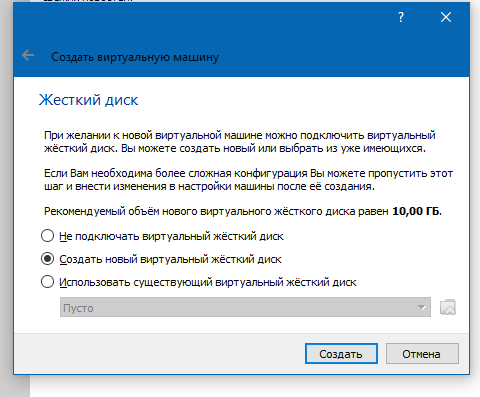 ?
Создать виртуальную машину
Жесткий диск
При желании к новой виртуальной машине можно подключить виртуальный
жёсткий диск. Вы можете создать новый или выбрать из уже имеющихся.
Если Вам необходима более сложная конфигурация Вы можете пропустить этот
шаг и внести изменения в настройки машины после её создания.
Рекомендуемый объём нового виртуального жёсткого диска равен 10,00 ГБ.
Не подключать виртуальный жёсткий диск
Создать новый виртуальный жёсткий диск
Использовать существующий виртуальный жёсткий диск
Пусто
Создать
Отмена